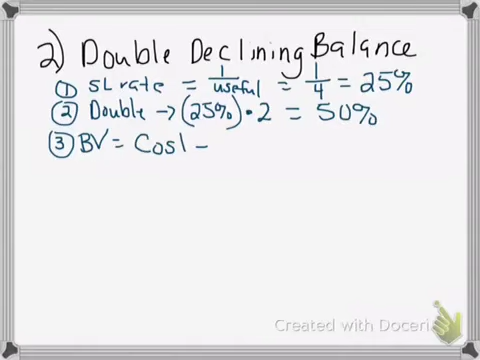 2) Double Declining Balance
① SL rate = 1/useful = 1/4 = 25%
② Double → (25%) • 2 = 50%
③ BV = Cost –
Created with Doceri